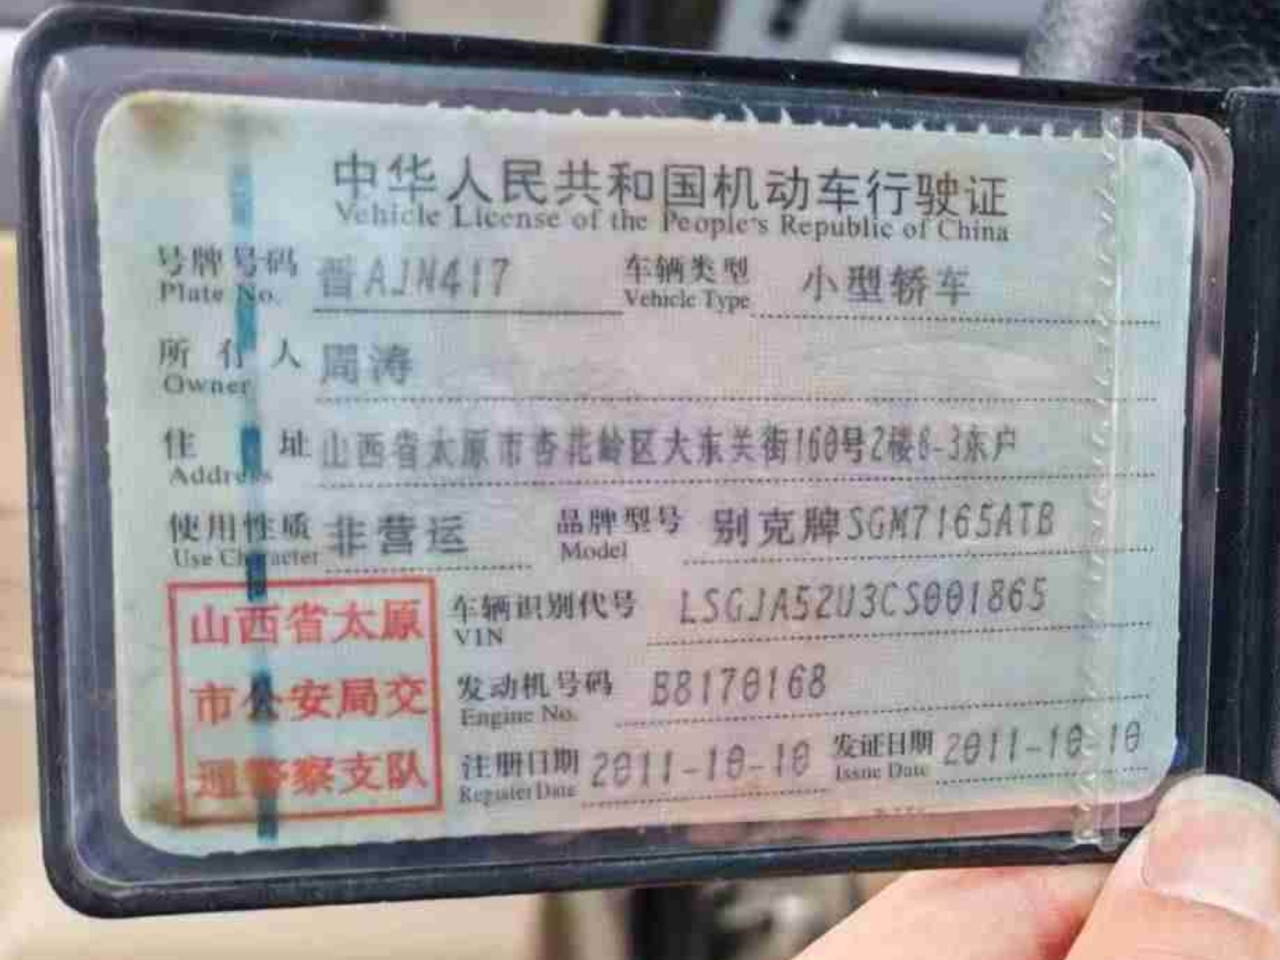 中华人民共和国机动车行驶证
Vehicle License of the People's Republic of China
号牌号码 晋AJN417 车辆类型 小型轿车
Plate No. Vehicle Type
所有人 周涛
Owner
住址 山西省太原市杏花岭区大东关街160号2楼6-3东户
Address
使用性质 非营运 品牌型号 别克牌SGM7165ATB
Use Character Model
山西省太原
市公安局交
通警察支队
车辆识别代号 LSGJA52U3CS001865
VIN
发动机号码 B8170168
Engine No.
注册日期 2011-10-10 发证日期 2011-10-10
Register Date Issue Date